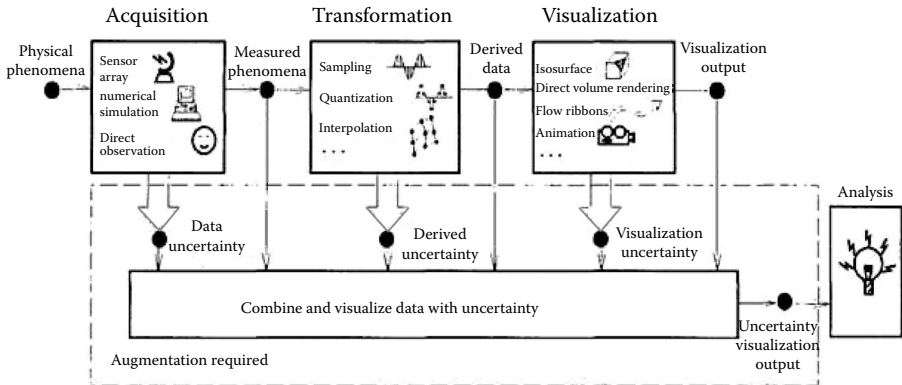 Acquisition
Transformation
Visualization
Physical
phenomena
Sensor
array
numerical
simulation
Direct
observation
Measured
phenomena
Sampling
Quantization
Interpolation
. . .
Derived
data
Isosurface
Direct volume rendering
Flow ribbons
Animation
. . .
Visualization
output
Data
uncertainty
Derived
uncertainty
Visualization
uncertainty
Analysis
Combine and visualize data with uncertainty
Augmentation required
Uncertainty
visualization
output